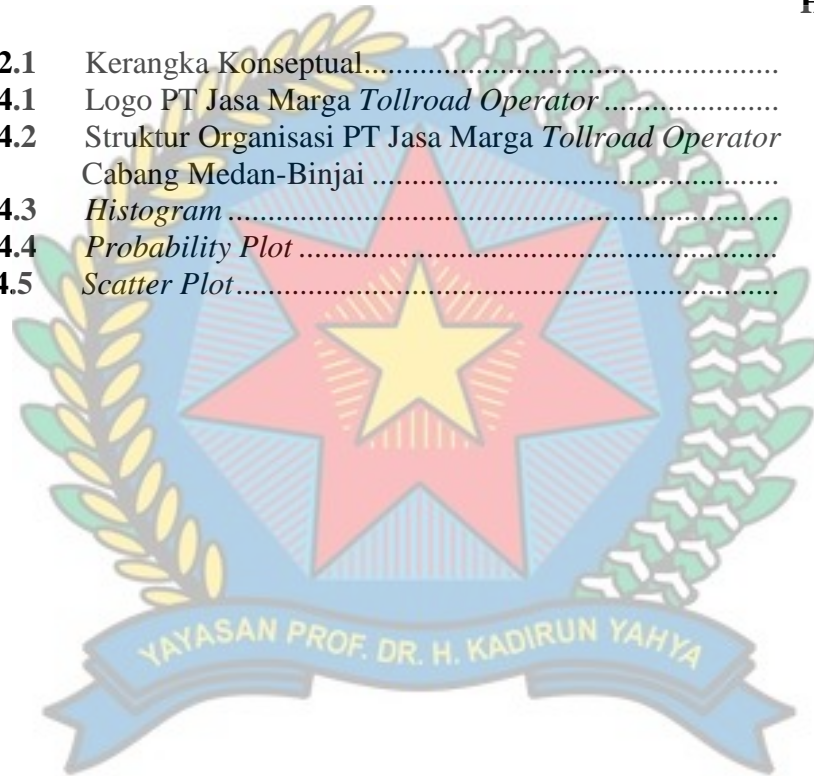 2.1 Kerangka Konseptual
4.1 Logo PT Jasa Marga Tollroad Operator
4.2 Struktur Organisasi PT Jasa Marga Tollroad Operator
Cabang Medan-Binjai
4.3 Histogram
4.4 Probability Plot
4.5 Scatter Plot
YAYASAN PROF. DR. H. KADIRUN YAHYA